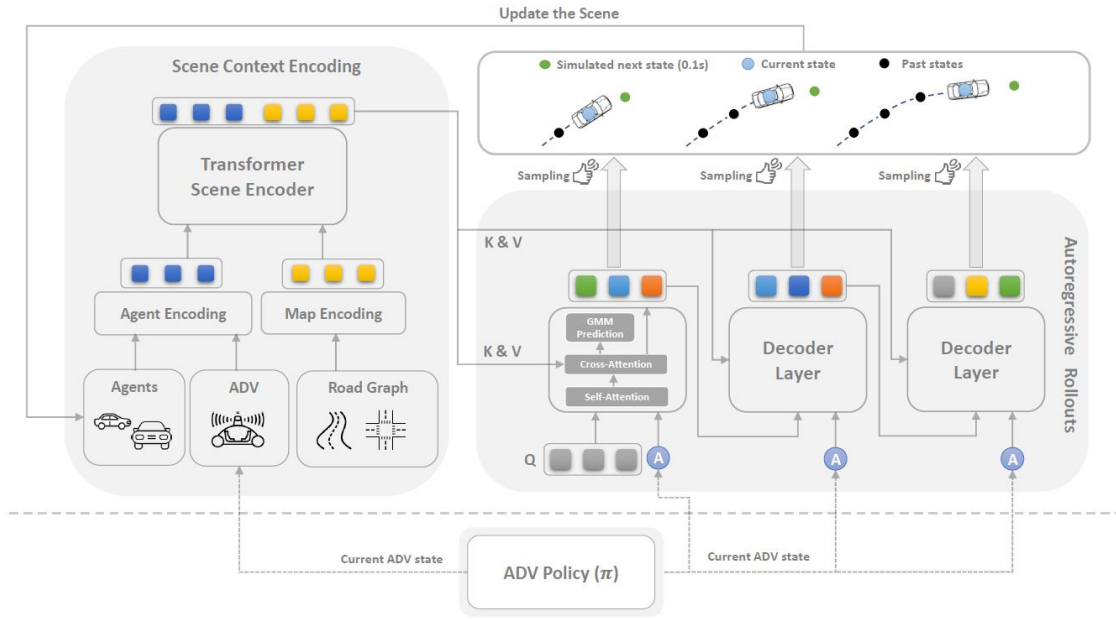 Update the Scene
Scene Context Encoding
Transformer
Scene Encoder
Agent Encoding
Map Encoding
Agents
ADV
Road Graph
Simulated next state (0.1s)
Current state
Past states
Sampling
Sampling
Sampling
K & V
K & V
GMM
Prediction
Cross-Attention
Self-Attention
Decoder
Layer
Decoder
Layer
Autoregressive Rollouts
Q
A
A
A
Current ADV state
ADV Policy (π)
Current ADV state